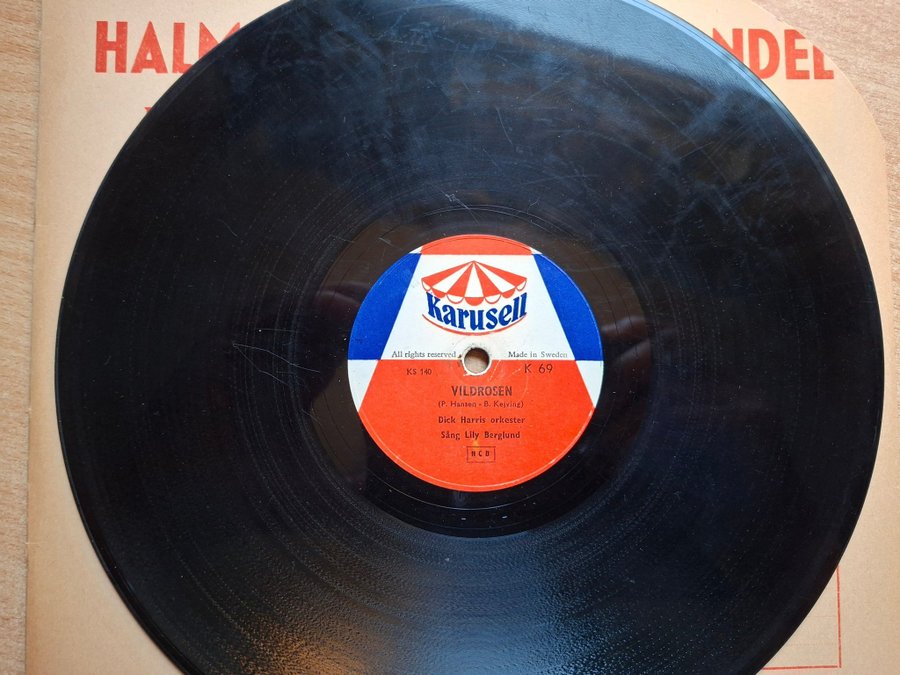 HALM
NDEL
Karusell
All rights reserved Made in Sweden
KS 140 K 69
VILDROSEN
(P. Hansen - B. Kejving)
Dick Harris orkester
Sång Lily Berglund
NCB